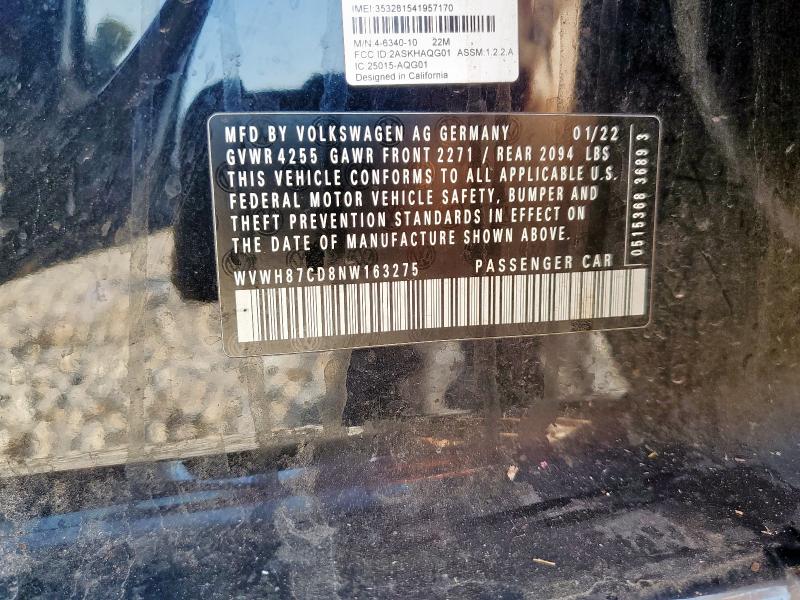 IMEI:353281541957170
M/N:4-6340-10 22M
FCC ID:2ASKHAQG01 ASSM.1.2.2.A
IC:25015-AQG01
Designed in California
MFD BY VOLKSWAGEN AG GERMANY 01/22
GVWR 4255 GAWR FRONT 2271 / REAR 2094 LBS
THIS VEHICLE CONFORMS TO ALL APPLICABLE U.S.
FEDERAL MOTOR VEHICLE SAFETY, BUMPER AND
THEFT PREVENTION STANDARDS IN EFFECT ON
THE DATE OF MANUFACTURE SHOWN ABOVE.
WVWH87CD8NW163275 PASSENGER CAR
0515368 36893